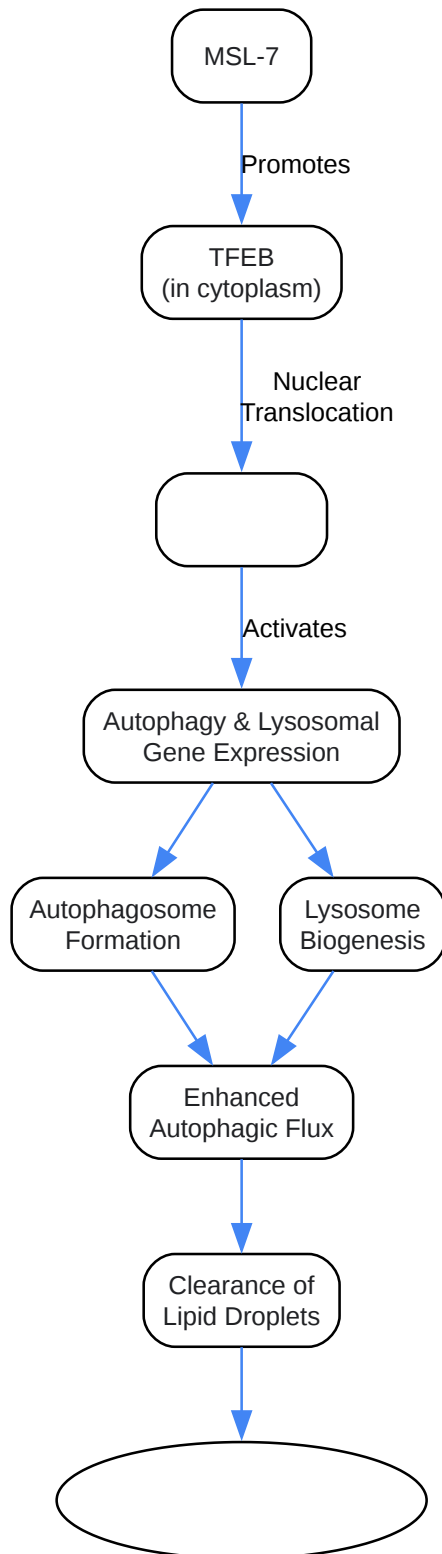 MSL-7
Promotes
TFEB
(in cytoplasm)
Nuclear
Translocation
Activates
Autophagy & Lysosomal
Gene Expression
Autophagosome
Formation
Lysosome
Biogenesis
Enhanced
Autophagic Flux
Clearance of
Lipid Droplets